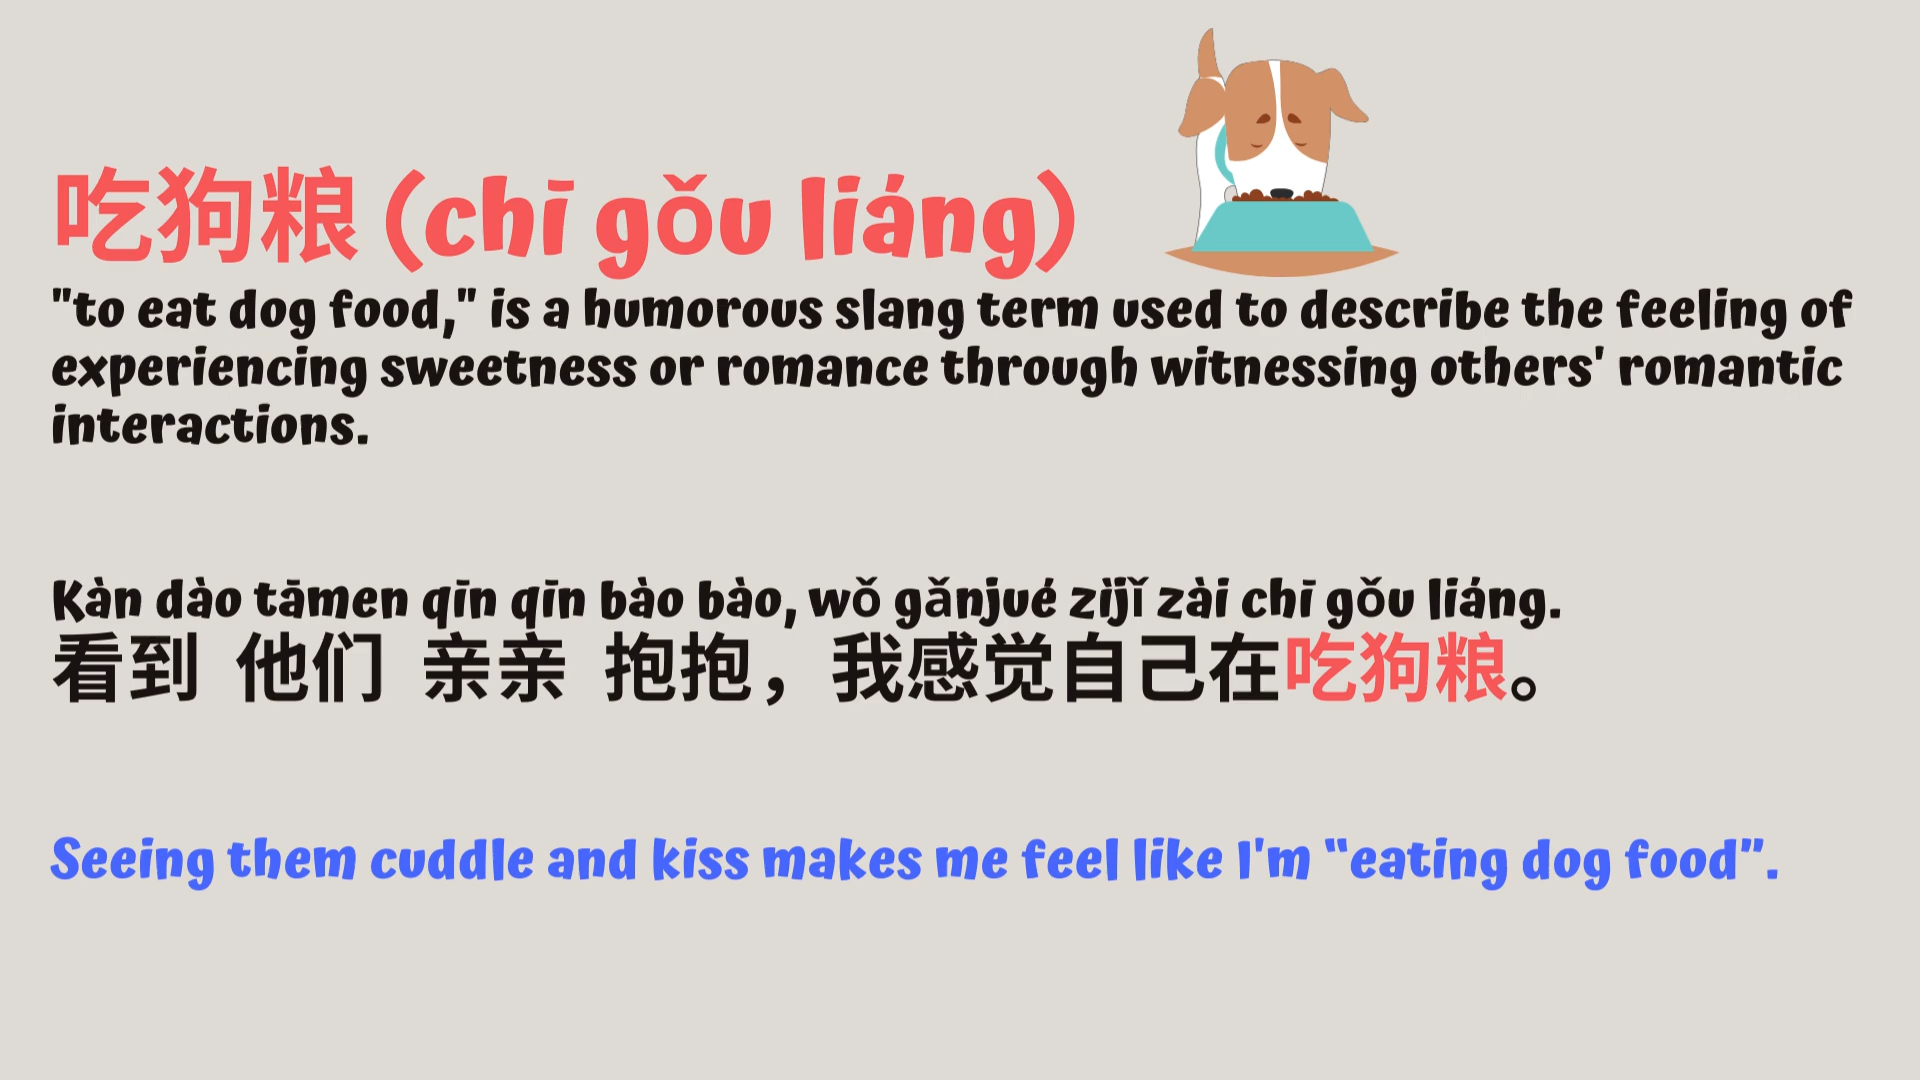 吃狗粮 (chī gǒu liáng)
"to eat dog food," is a humorous slang term used to describe the feeling of
experiencing sweetness or romance through witnessing others' romantic
interactions.
Kàn dào tāmen qīn qīn bào bào, wǒ gǎnjué zìjǐ zài chī gǒu liáng.
看到 他们 亲亲 抱抱，我感觉自己在吃狗粮。
Seeing them cuddle and kiss makes me feel like I'm “eating dog food”.